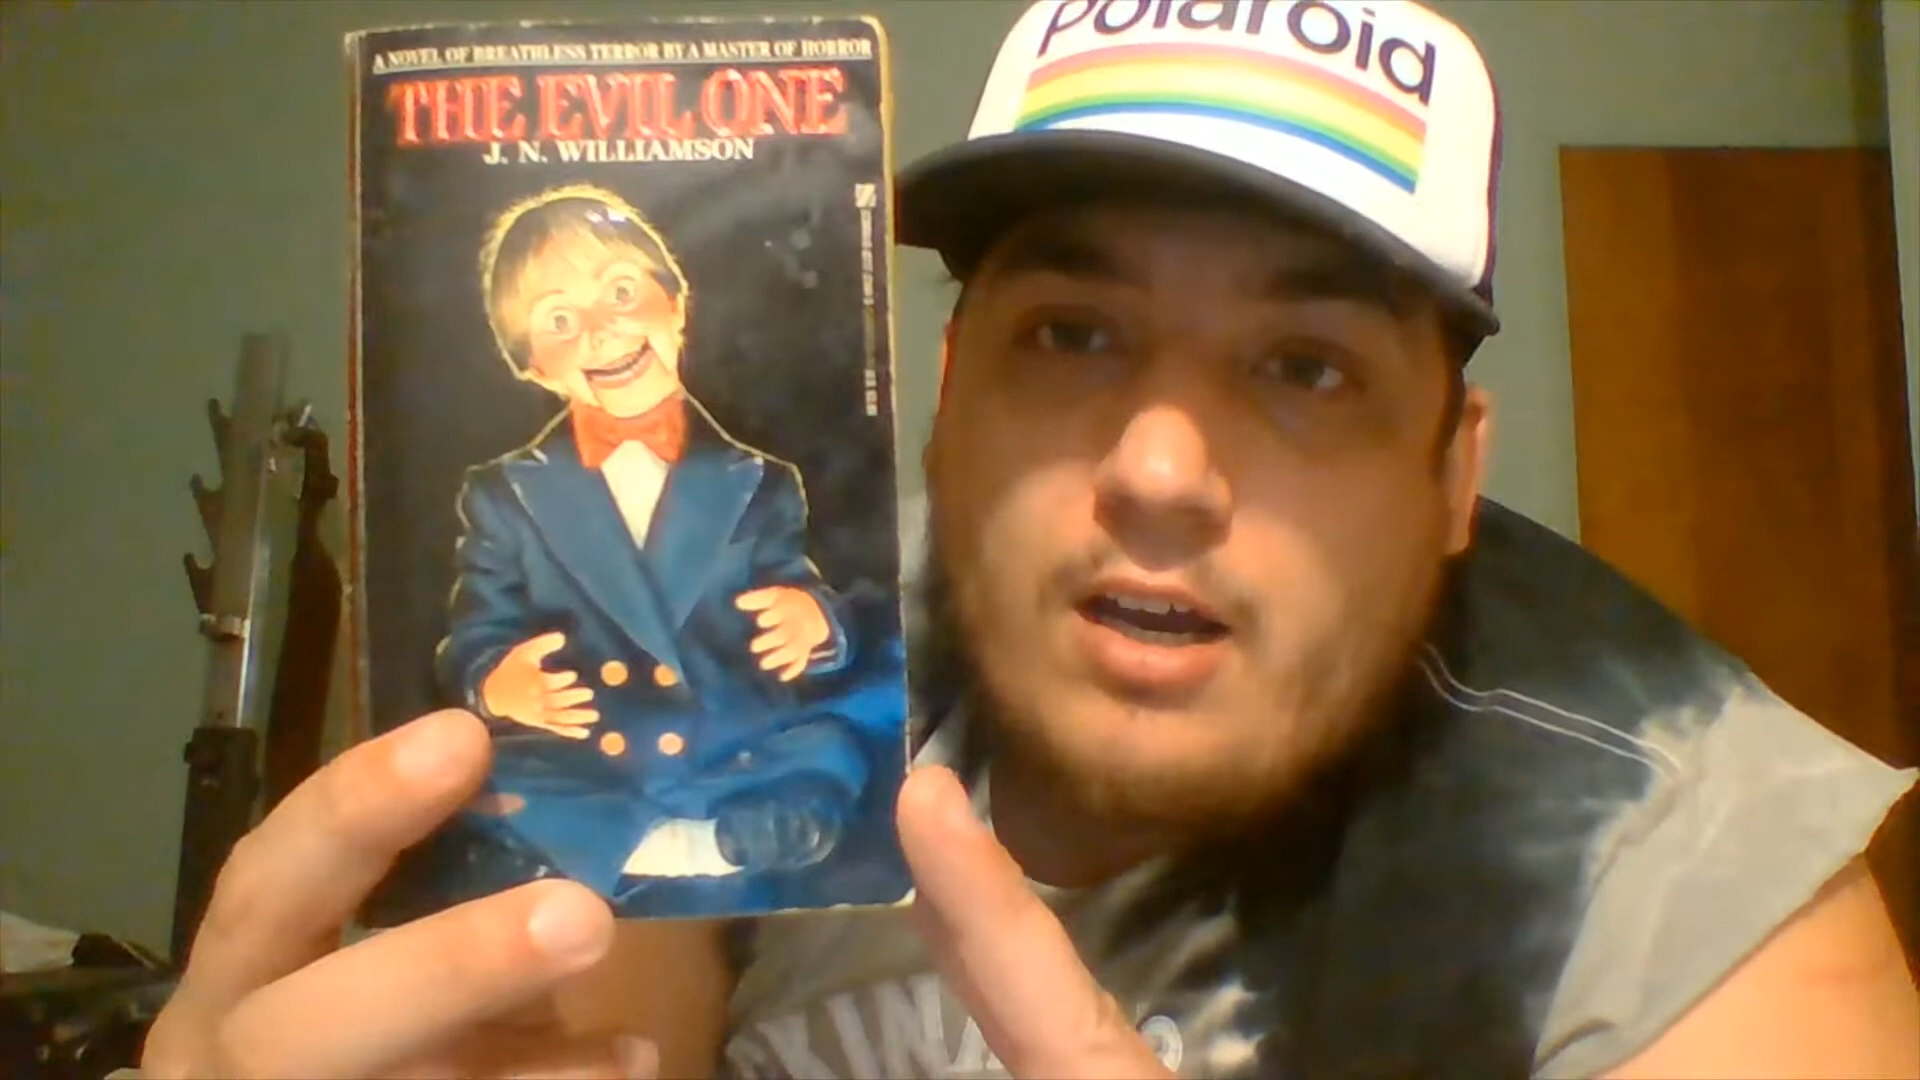 A NOVEL OF BREATHLESS TERROR BY A MASTER OF HORROR
THE EVIL ONE
J. N. WILLIAMSON
Polaroid